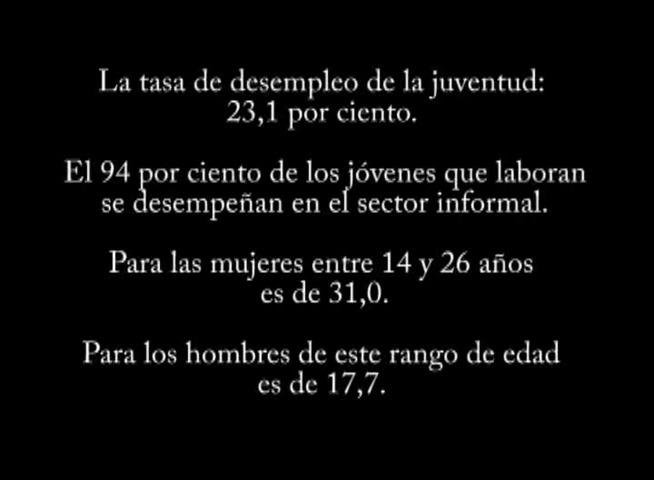 La tasa de desempleo de la juventud:
23,1 por ciento.
El 94 por ciento de los jóvenes que laboran
se desempeñan en el sector informal.
Para las mujeres entre 14 y 26 años
es de 31,0.
Para los hombres de este rango de edad
es de 17,7.